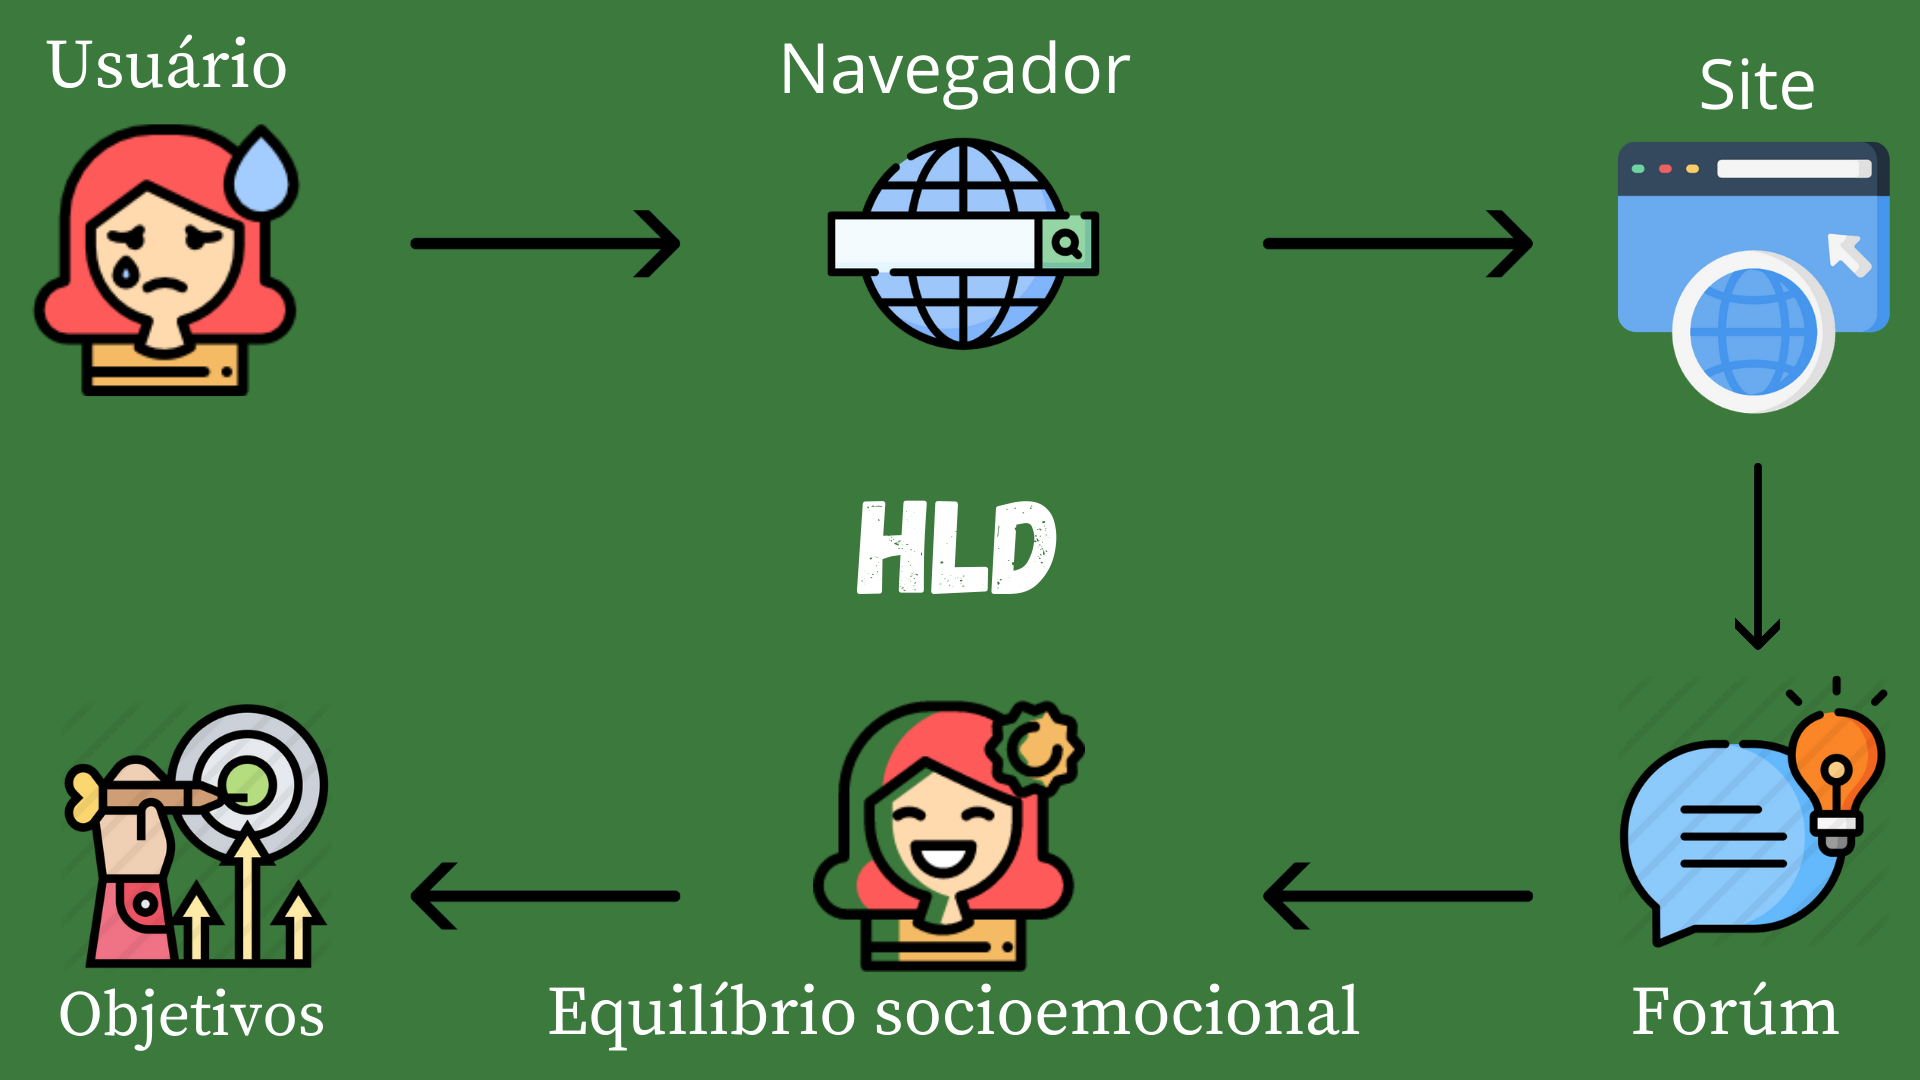 Usuário
Navegador
Site
HLD
Objetivos
Equilíbrio socioemocional
Forúm